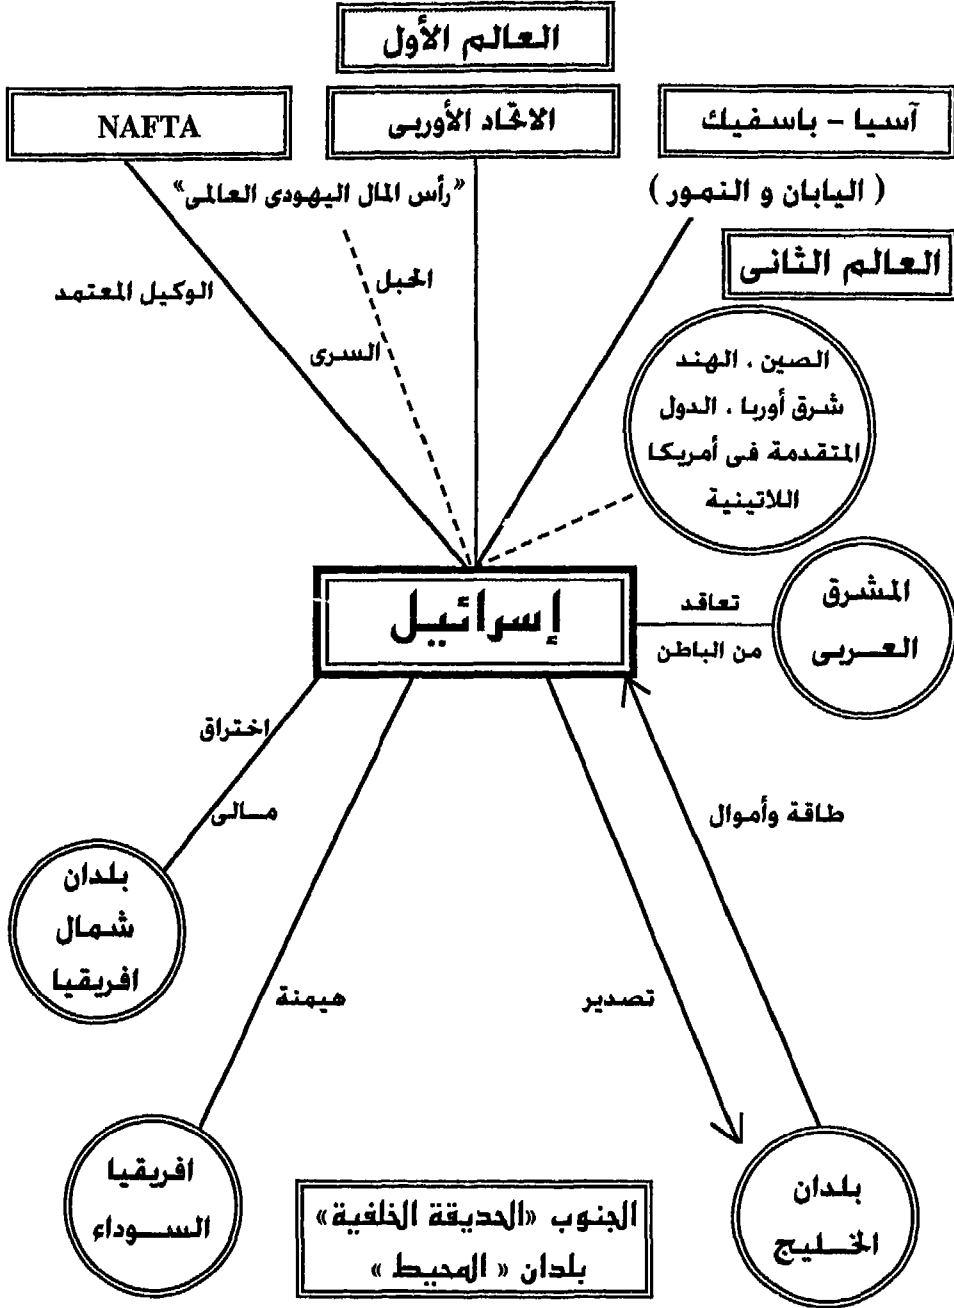 العالم الأول
آسيا - باسفيك
الاتحاد الأوربى
NAFTA
( اليابان و النمور )
“رأس المال اليهودى العالمى”
العالم الثانى
الحبل
السرى
الوكيل المعتمد
الصين ، الهند
شرق أوربا ، الدول
المتقدمة فى أمريكا
اللاتينية
إسرائيل
تعاقد
من الباطن
المشرق
العربى
اختراق
مالى
طاقة وأموال
بلدان
شمال
افريقيا
هيمنة
تصدير
افريقيا
السوداء
بلدان
الخليج
الجنوب «الحديقة الخلفية»
بلدان « المحيط »